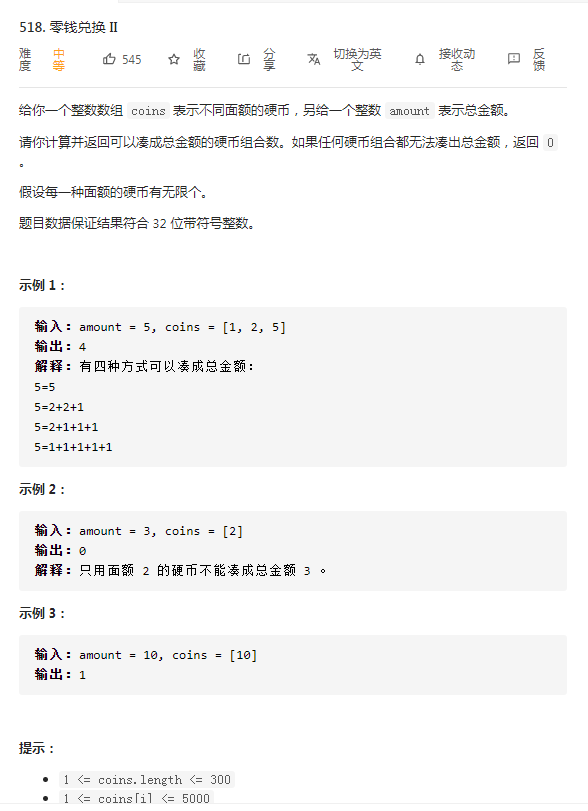 518. 零钱兑换 II
难度 中等 545 收藏 分享 切换为英文 接收动态 反馈
给你一个整数数组 coins 表示不同面额的硬币，另给一个整数 amount 表示总金额。
请你计算并返回可以凑成总金额的硬币组合数。如果任何硬币组合都无法凑出总金额，返回 0
。
假设每一种面额的硬币有无限个。
题目数据保证结果符合 32 位带符号整数。
示例 1：
输入：amount = 5, coins = [1, 2, 5]
输出：4
解释：有四种方式可以凑成总金额：
5=5
5=2+2+1
5=2+1+1+1
5=1+1+1+1+1
示例 2：
输入：amount = 3, coins = [2]
输出：0
解释：只用面额 2 的硬币不能凑成总金额 3 。
示例 3：
输入：amount = 10, coins = [10]
输出：1
提示：
1 <= coins.length <= 300
1 <= coins[i] <= 5000